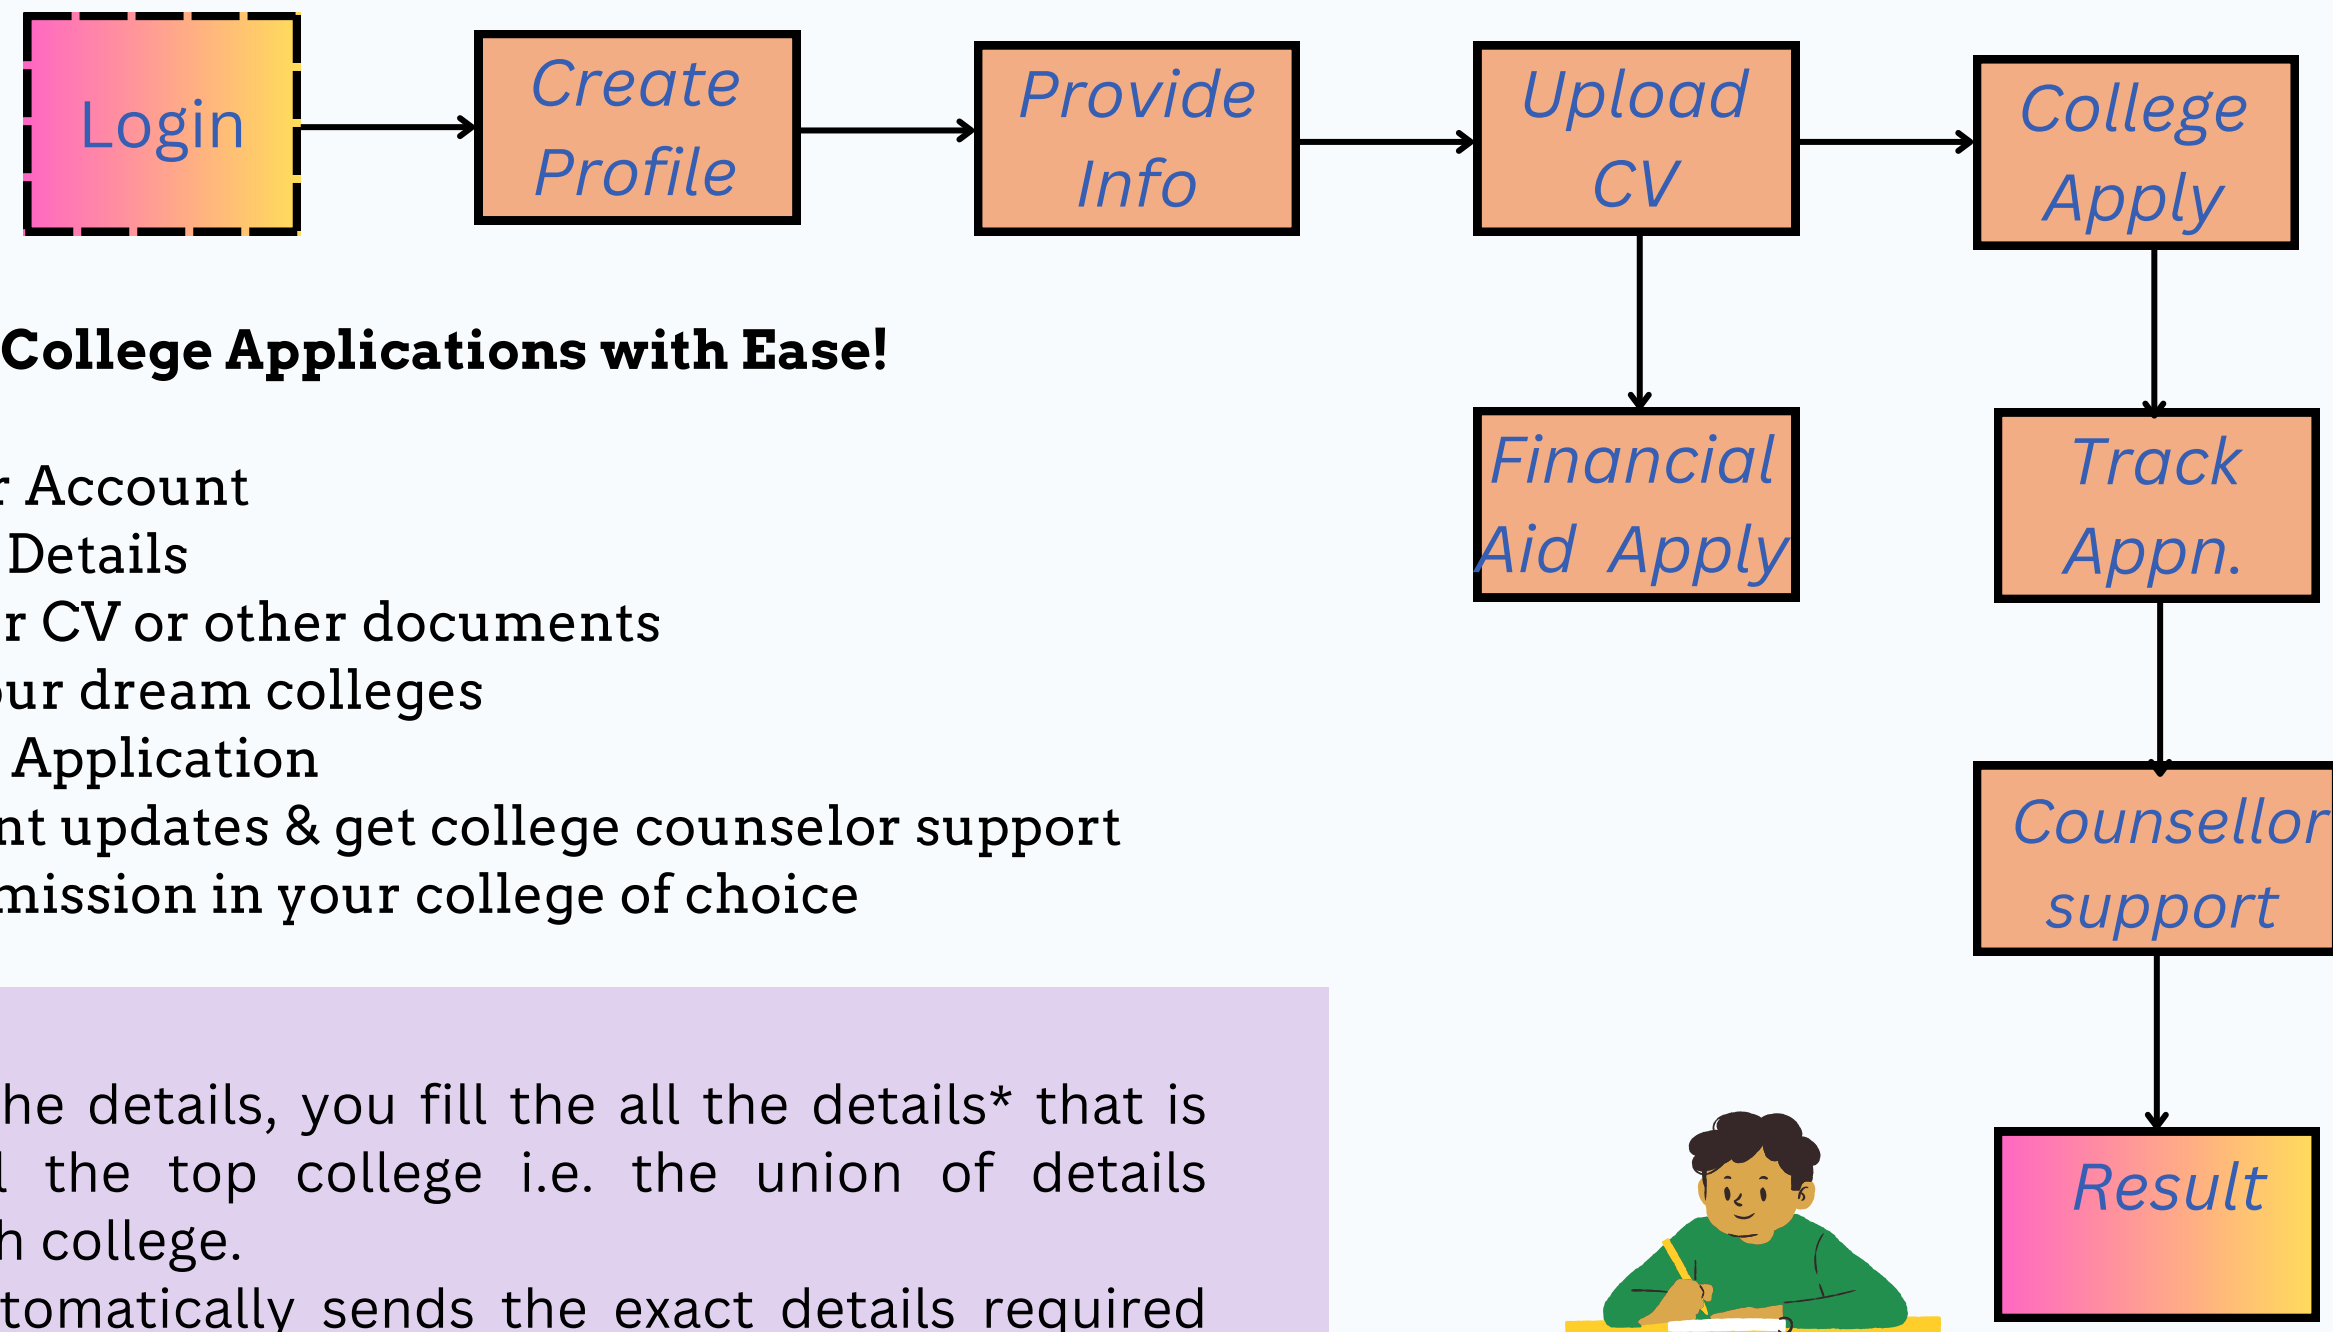 Login
Create
Profile
Provide
Info
Upload
CV
College
Apply
Financial
Aid Apply
Track
Appn.
Counsellor
support
Result
College Applications with Ease!
r Account
Details
r CV or other documents
our dream colleges
Application
nt updates & get college counselor support
mission in your college of choice
he details, you fill the all the details* that is
l the top college i.e. the union of details
h college.
tomatically sends the exact details required